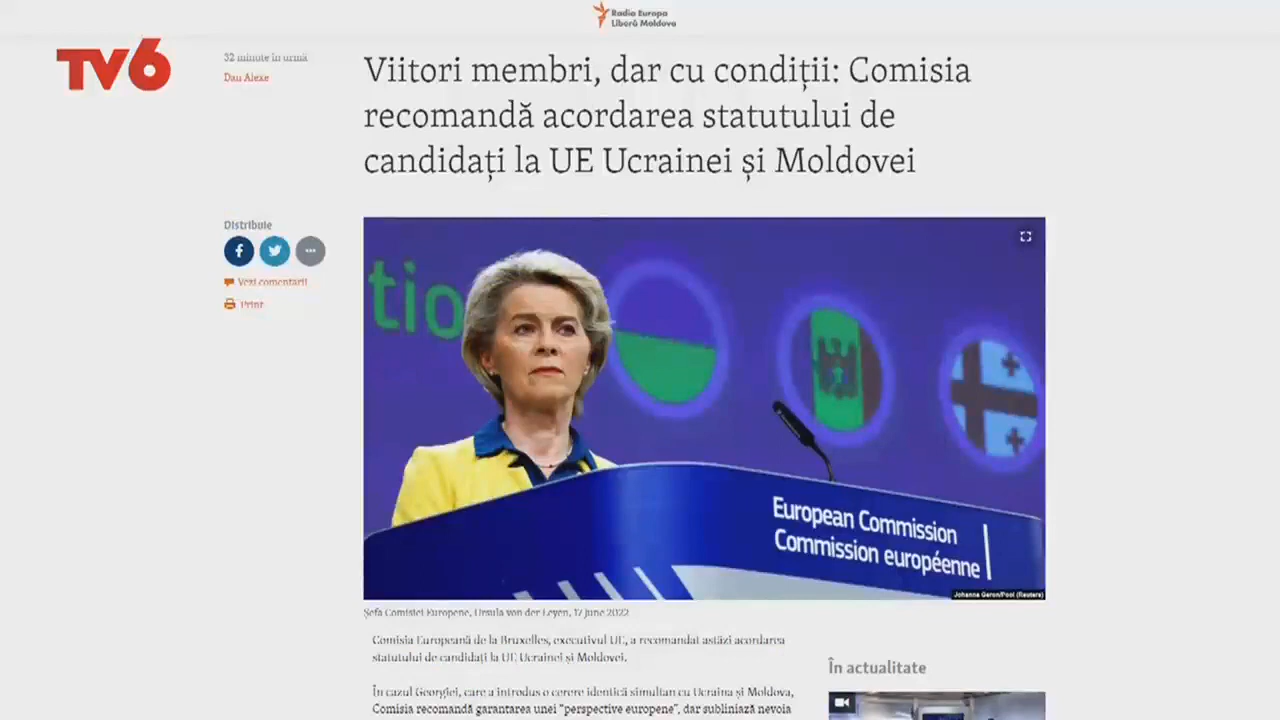 Radio Europa
Liberă Moldova
TV6
32 minute în urmă
Dan Alexe
Viitori membri, dar cu condiții: Comisia
recomandă acordarea statutului de
candidați la UE Ucrainei și Moldovei
Distribuie
Vezi comentarii
Print
tio
European Commission
Commission européenne
Johanna Geron/Pool (Reuters)
Șefa Comisiei Europene, Ursula von der Leyen, 17 june 2022
Comisia Europeană de la Bruxelles, executivul UE, a recomandat astăzi acordarea
statutului de candidați la UE Ucrainei și Moldovei.
În cazul Georgiei, care a introdus o cerere identică simultan cu Ucraina și Moldova,
Comisia recomandă garantarea unei "perspective europene", dar subliniază nevoia
În actualitate